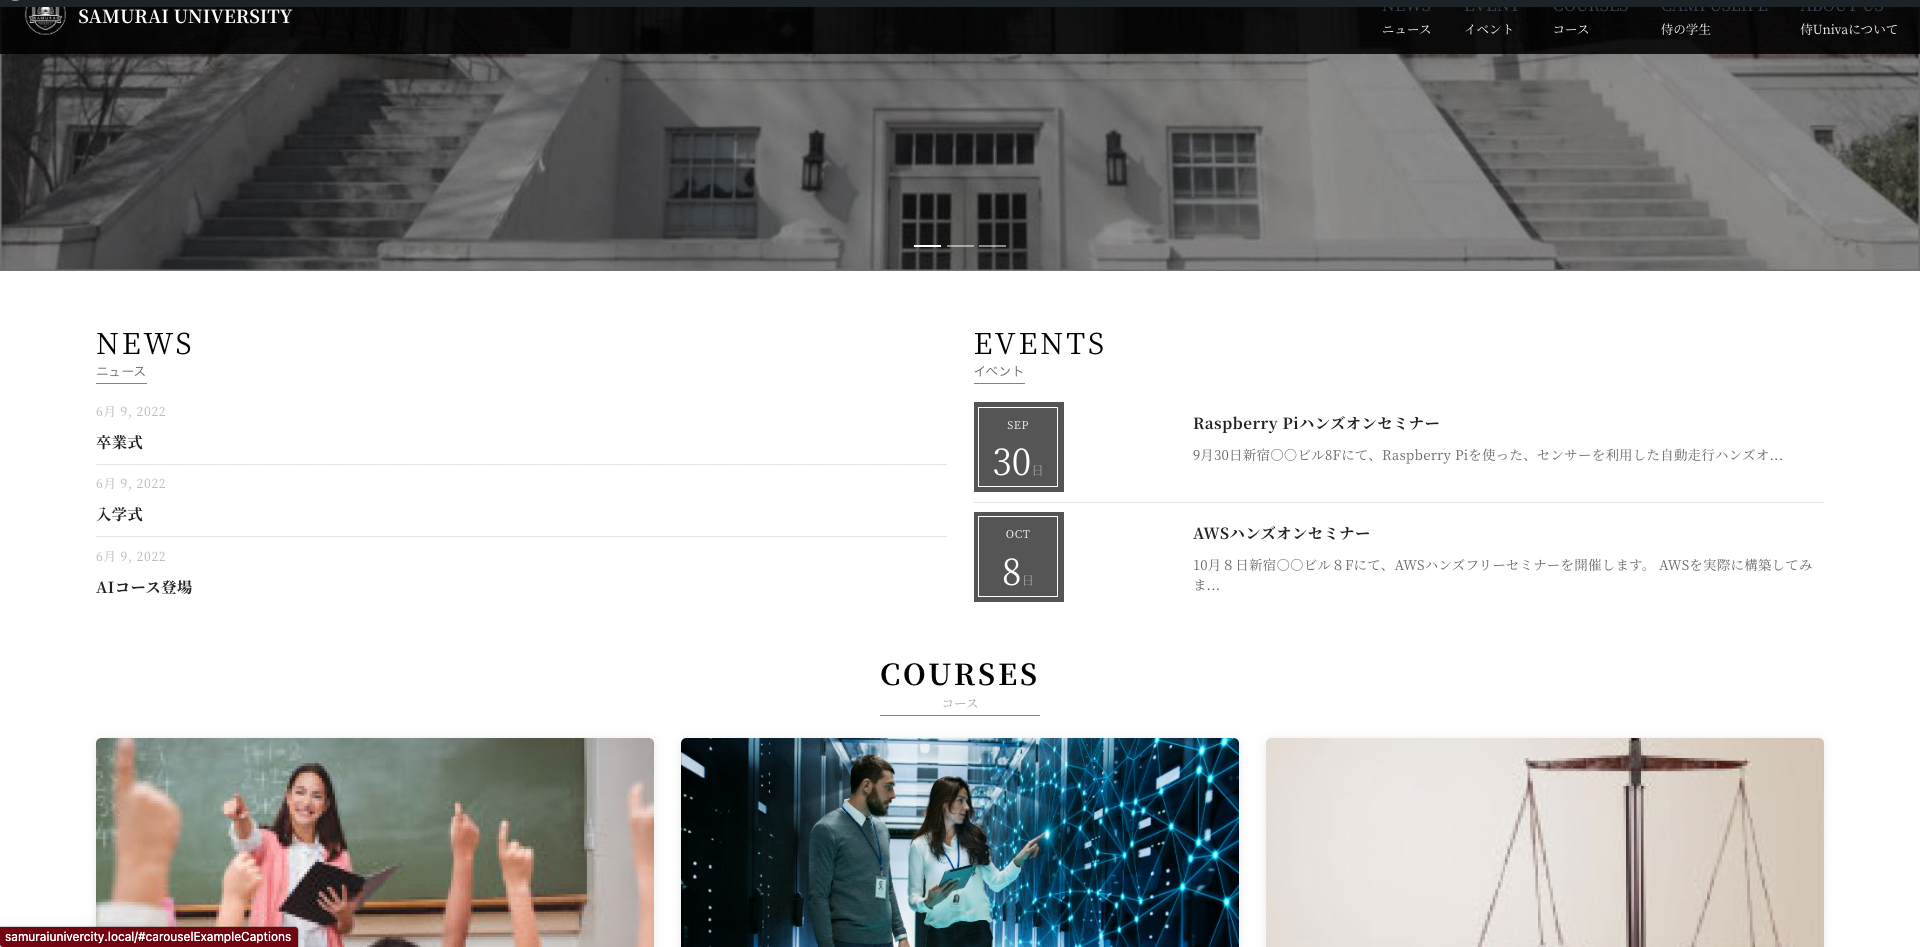 SAMURAI UNIVERSITY
NEWS EVENT COURSES CAMPUSLIFE ABOUT US
ニュース イベント コース 侍の学生 侍Univaについて
NEWS
ニュース
6月 9, 2022
卒業式
6月 9, 2022
入学式
6月 9, 2022
AIコース登場
EVENTS
イベント
SEP
30日
Raspberry Piハンズオンセミナー
9月30日新宿〇〇ビル8Fにて、Raspberry Piを使った、センサーを利用した自動走行ハンズオ...
OCT
8日
AWSハンズオンセミナー
10月８日新宿〇〇ビル８Fにて、AWSハンズフリーセミナーを開催します。 AWSを実際に構築してみ
ま...
COURSES
コース
samuraiunivercity.local/#carouselExampleCaptions